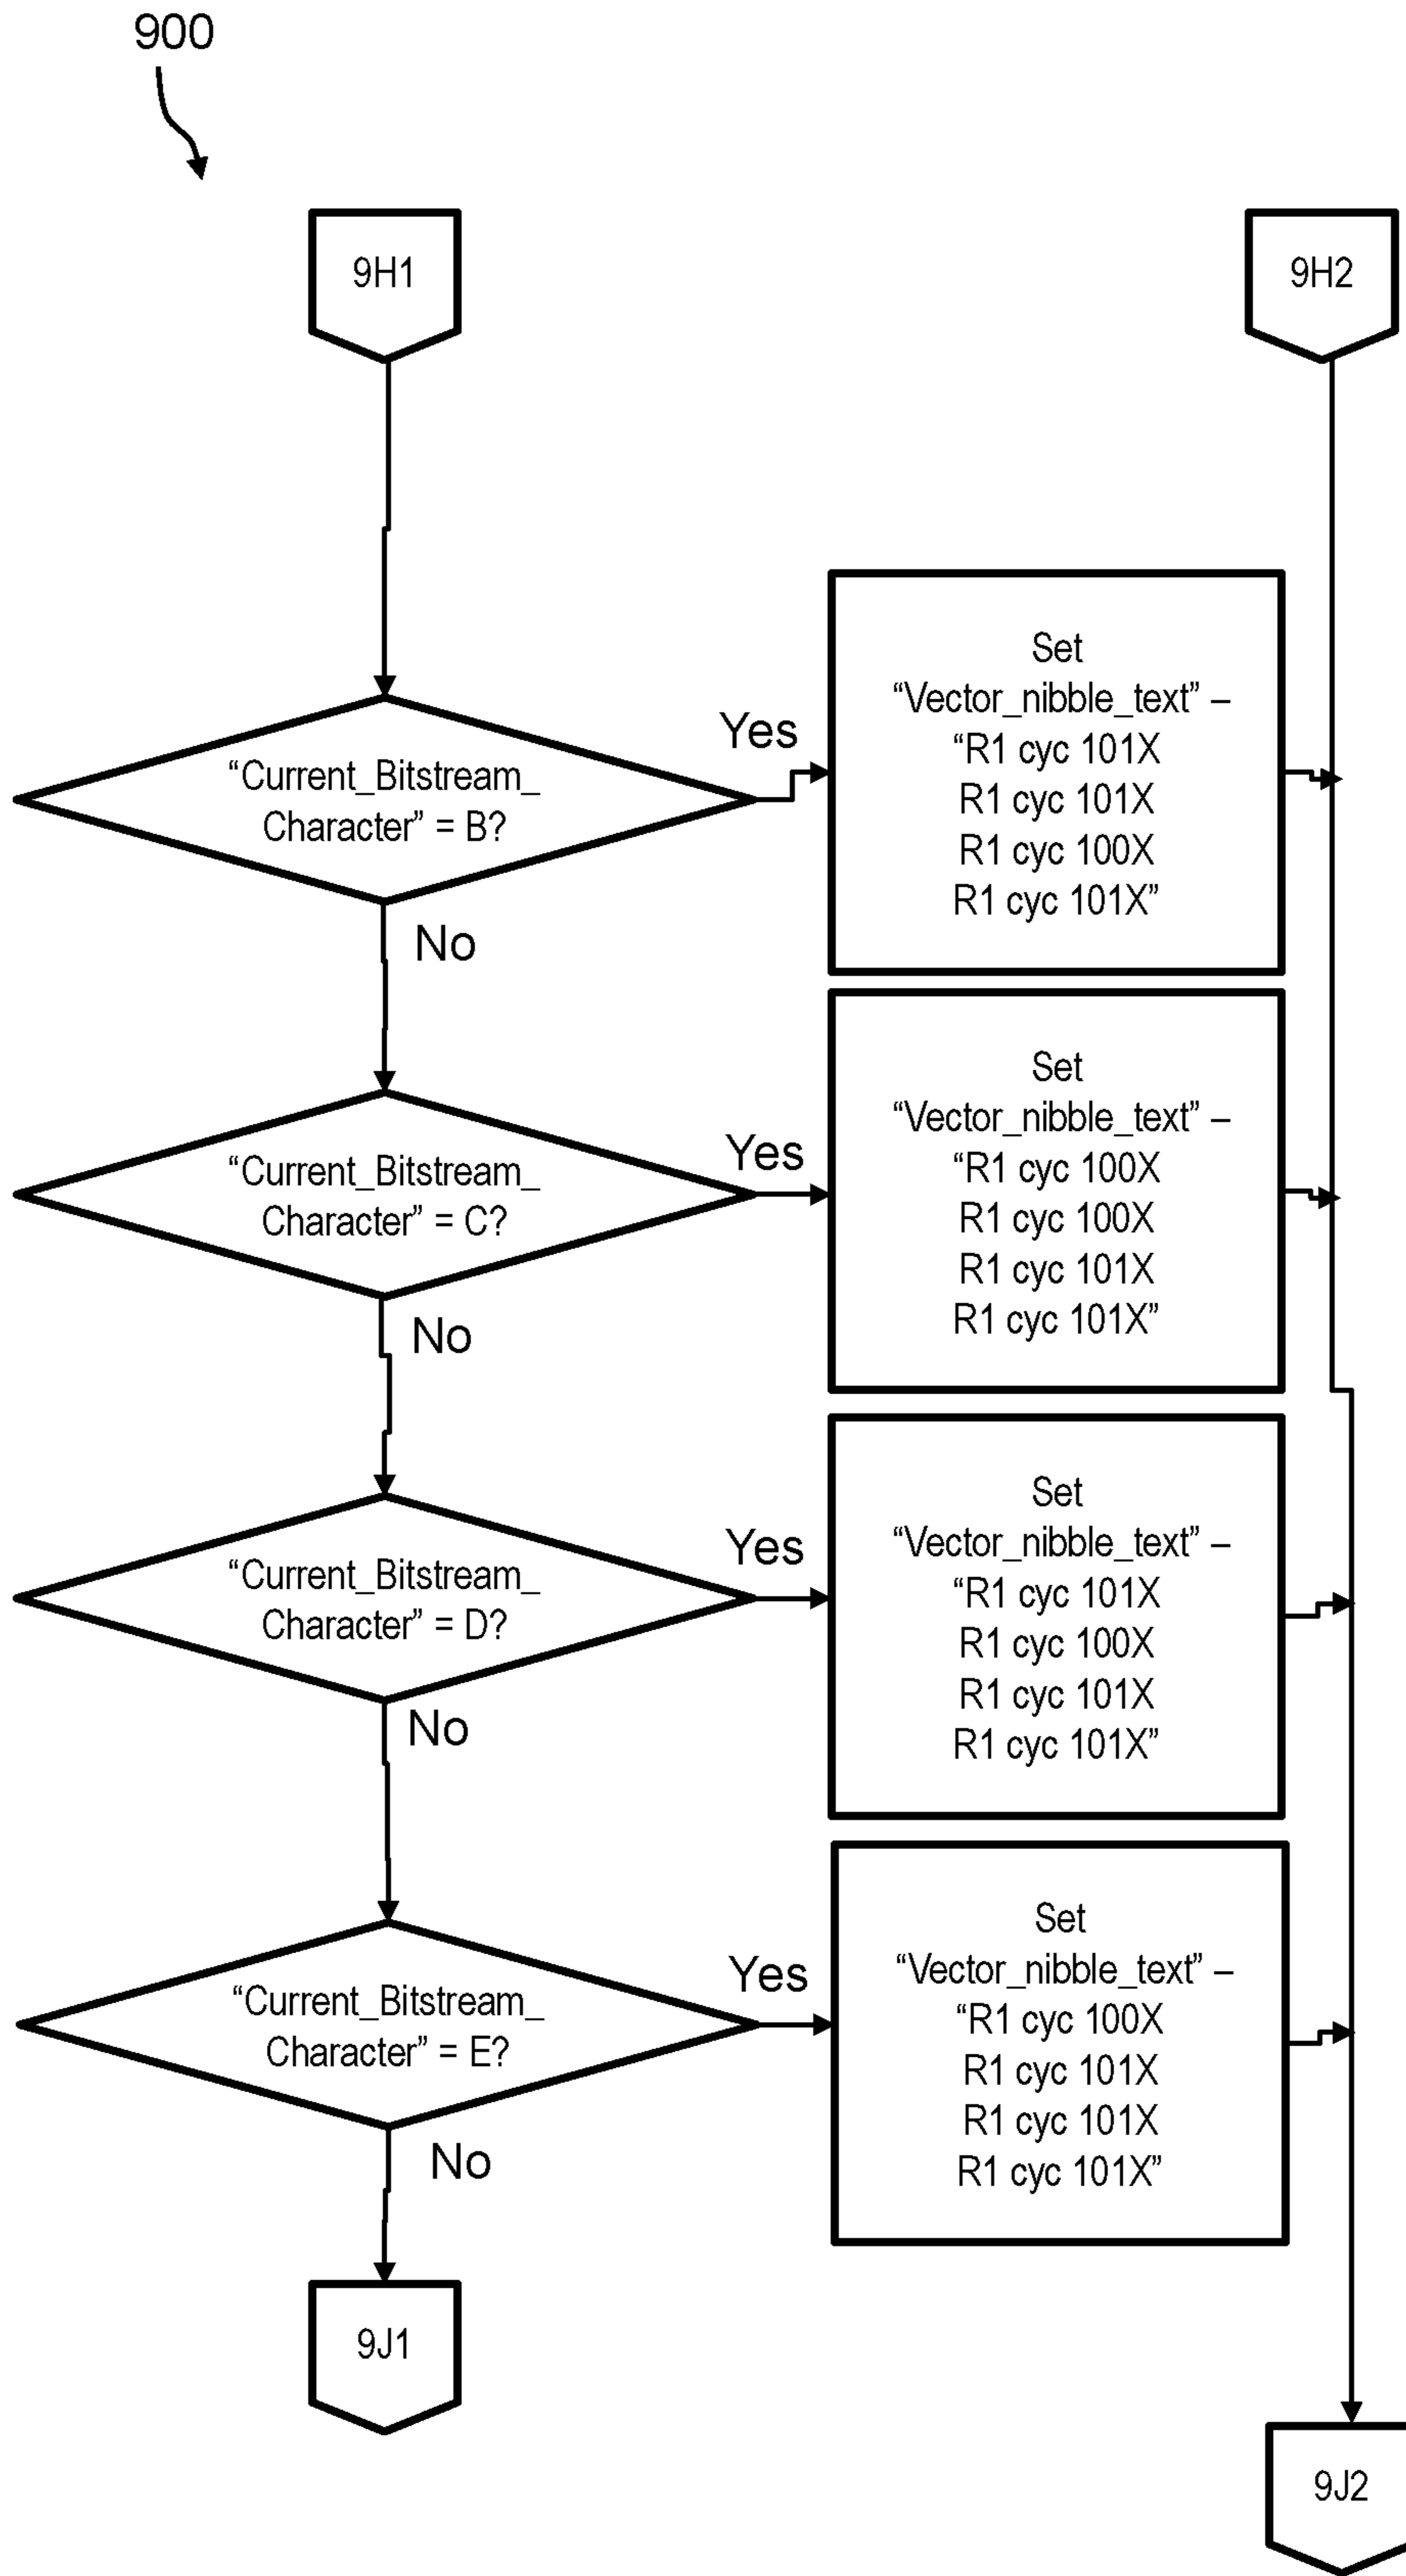 900
9H1
9H2
“Current_Bitstream_
Character” = B?
Yes
Set
“Vector_nibble_text” –
“R1 cyc 101X
R1 cyc 101X
R1 cyc 100X
R1 cyc 101X”
No
“Current_Bitstream_
Character” = C?
Yes
Set
“Vector_nibble_text” –
“R1 cyc 100X
R1 cyc 100X
R1 cyc 101X
R1 cyc 101X”
No
“Current_Bitstream_
Character” = D?
Yes
Set
“Vector_nibble_text” –
“R1 cyc 101X
R1 cyc 100X
R1 cyc 101X
R1 cyc 101X”
No
“Current_Bitstream_
Character” = E?
Yes
Set
“Vector_nibble_text” –
“R1 cyc 100X
R1 cyc 101X
R1 cyc 101X
R1 cyc 101X”
No
9J1
9J2